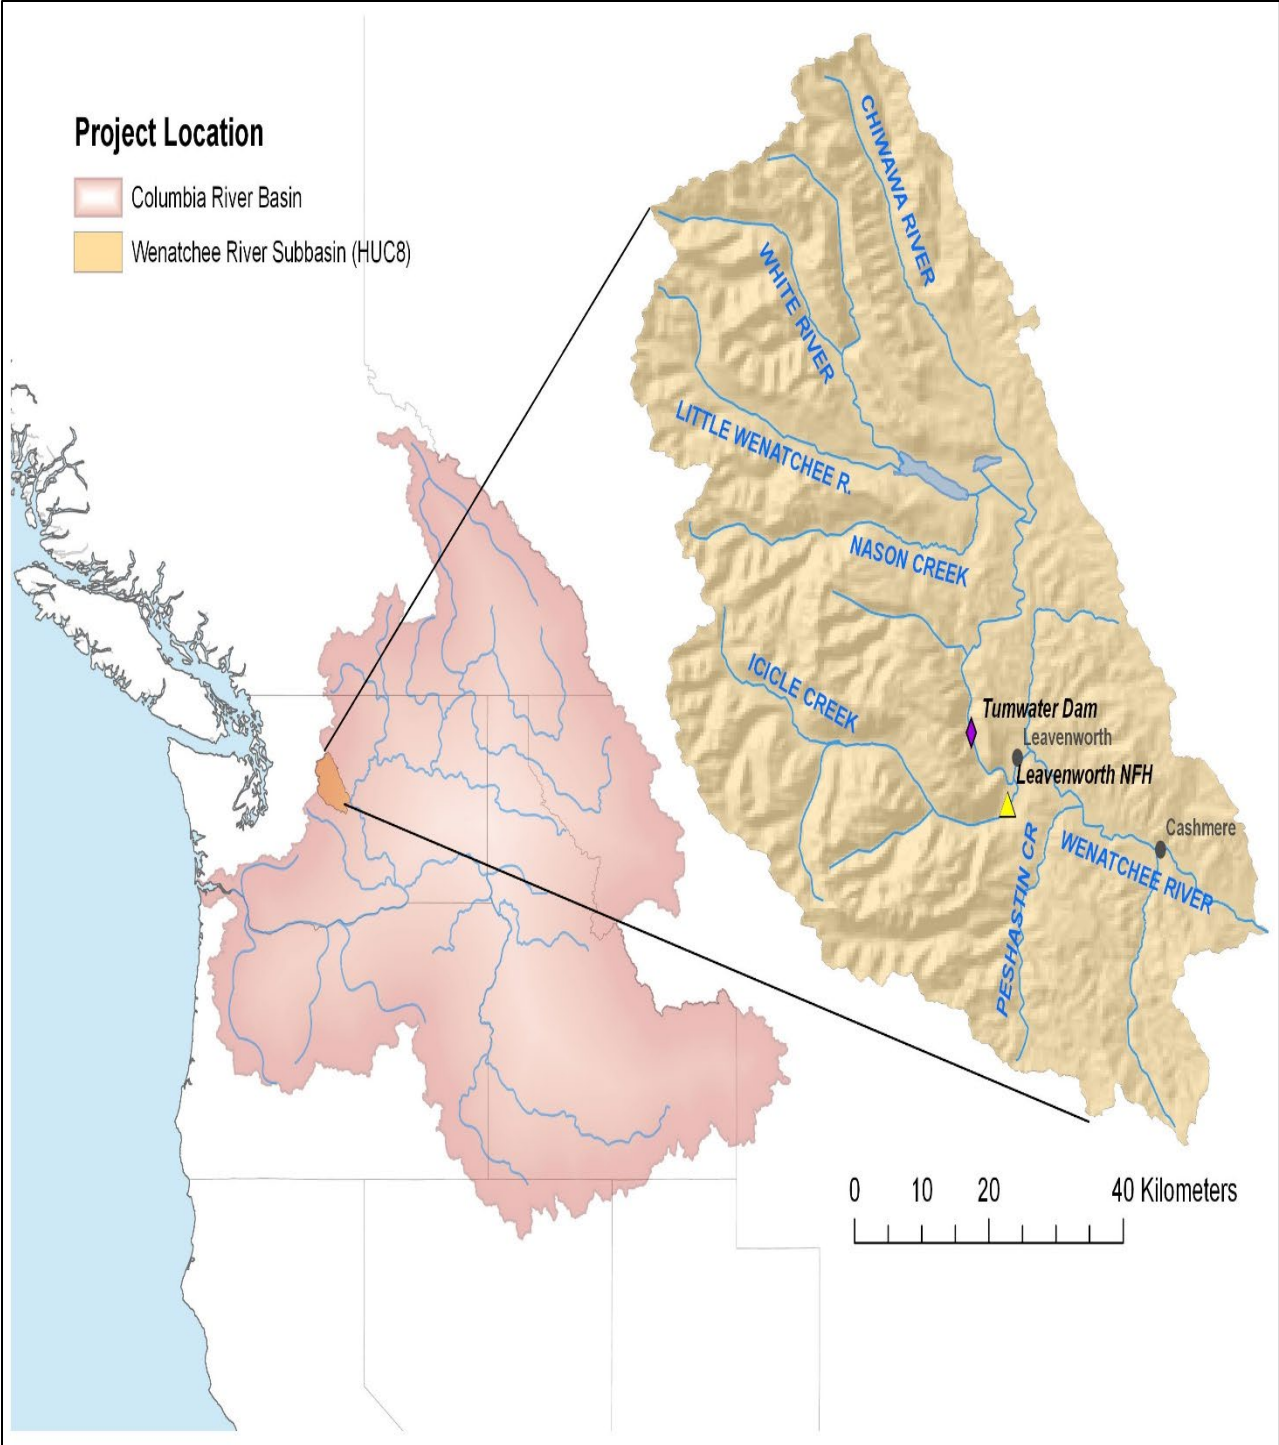 Project Location
Columbia River Basin
Wenatchee River Subbasin (HUC8)
CHIWAWA RIVER
WHITE RIVER
LITTLE WENATCHEE R.
NASON CREEK
ICICLE CREEK
Tumwater Dam
Leavenworth
Leavenworth NFH
Cashmere
WENATCHEE RIVER
PESHASTIN CR
0 10 20 40 Kilometers